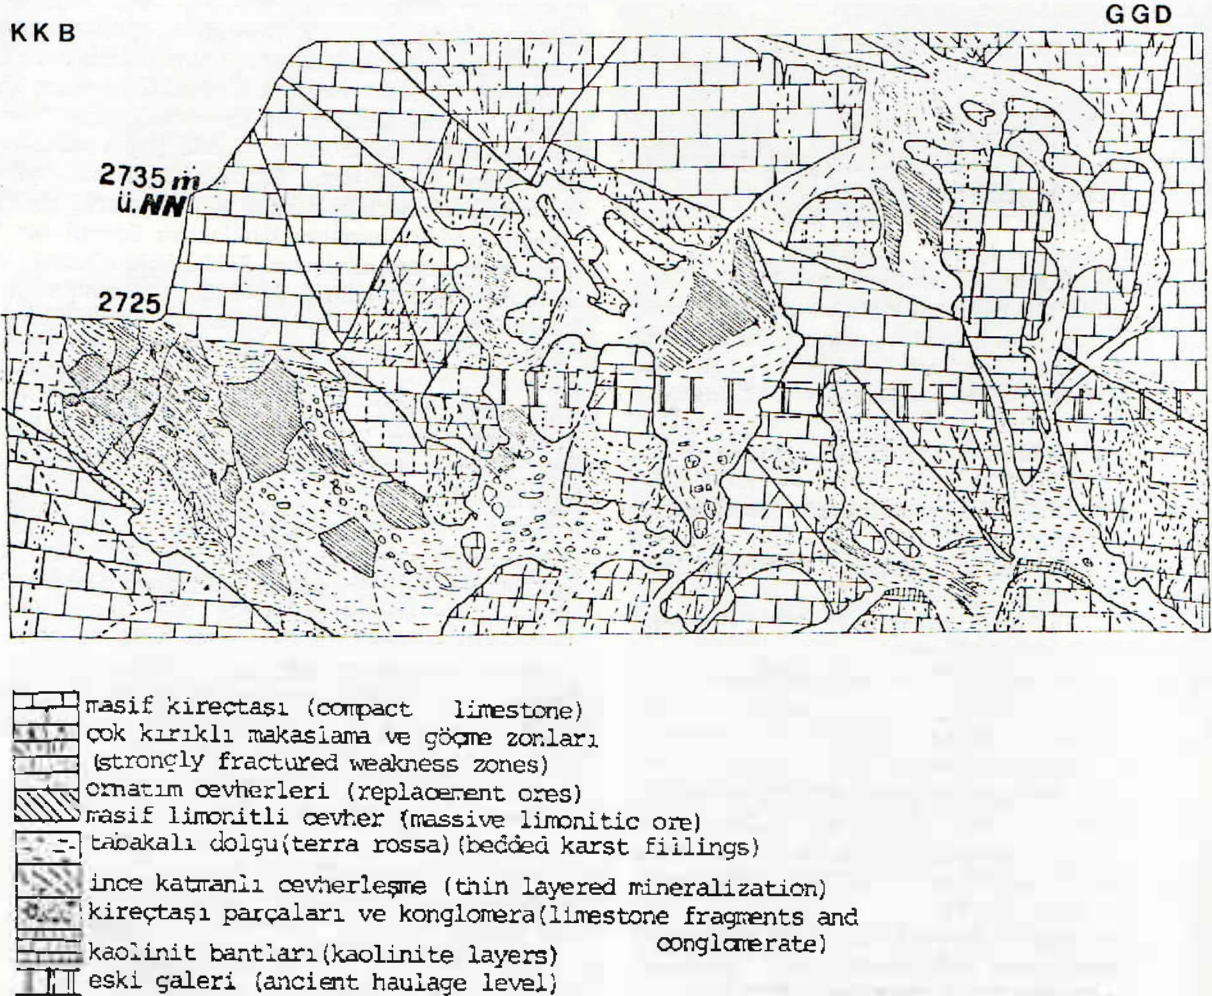 KKB
GGD
2735 m
ü.NN
2725
masif kireçtaşı (compact limestone)
çok kırıklı makaslama ve göçme zonları
(strongly fractured weakness zones)
ornatım cevherleri (replacement ores)
masif limonitli cevher (massive limonitic ore)
tabakalı dolgu(terra rossa)(bedded karst fillings)
ince katmanlı cevherleşme (thin layered mineralization)
kireçtaşı parçaları ve konglomera(limestone fragments and
conglomerate)
kaolinit bantları(kaolinite layers)
eski galeri (ancient haulage level)